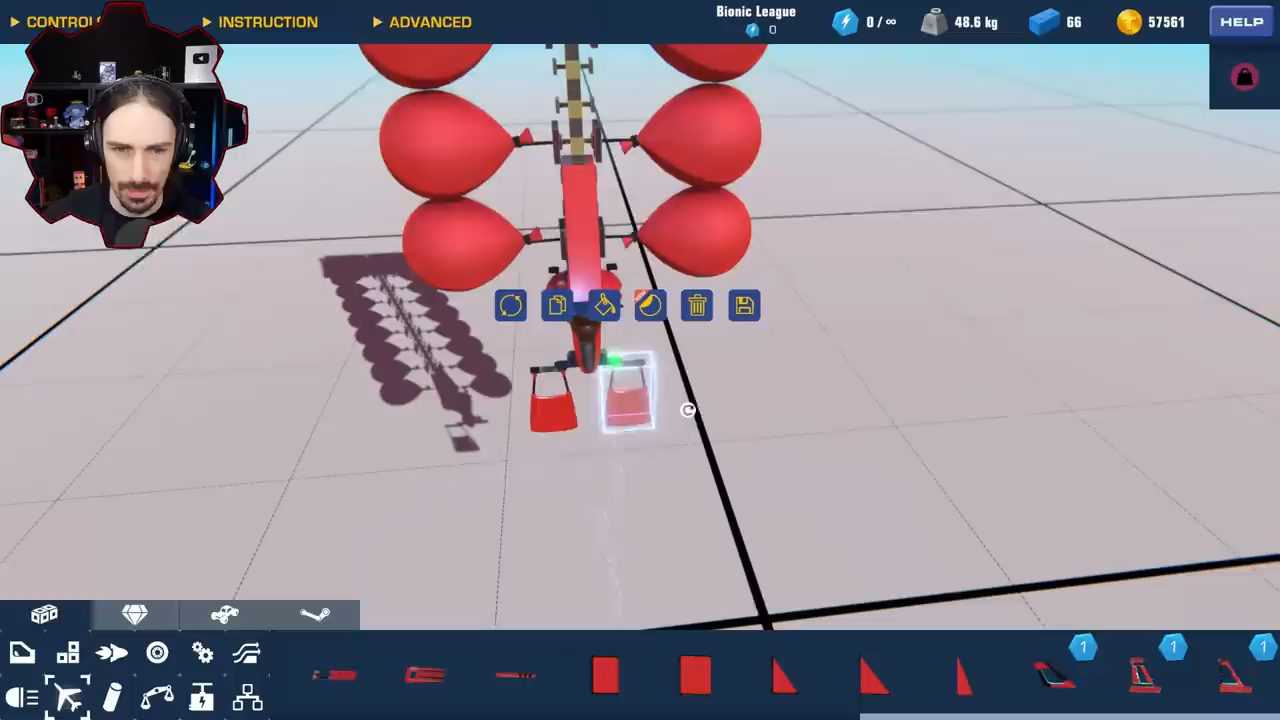 CONTROL
INSTRUCTION
ADVANCED
Bionic League
0
0 / ∞
48.6 kg
66
57561
HELP
1
1
1